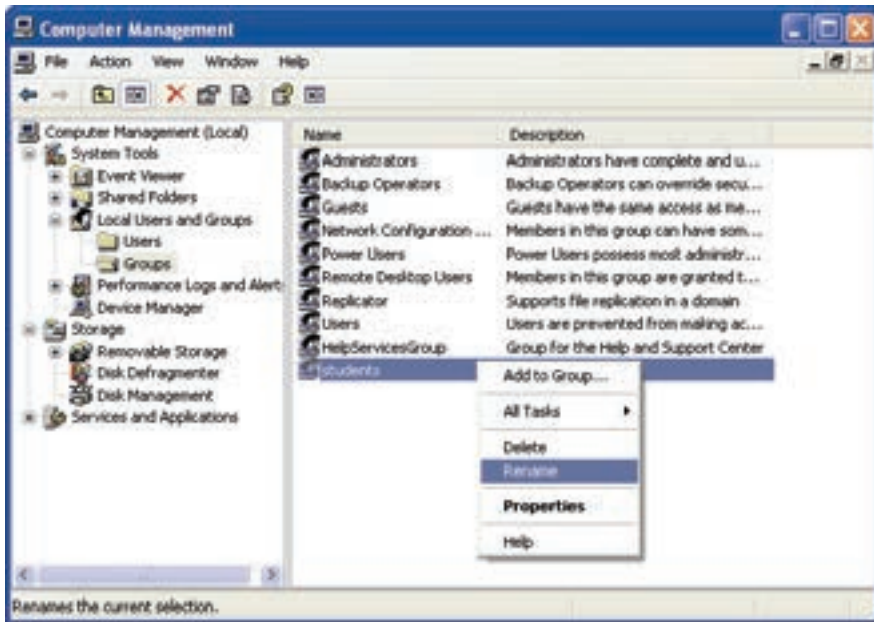 Computer Management
File Action View Window Help
Computer Management (Local)
System Tools
Event Viewer
Shared Folders
Local Users and Groups
Users
Groups
Performance Logs and Alert
Device Manager
Storage
Removable Storage
Disk Defragmenter
Disk Management
Services and Applications
Name Description
Administrators Administrators have complete and u...
Backup Operators Backup Operators can override secu...
Guests Guests have the same access as me...
Network Configuration ... Members in this group can have som...
Power Users Power Users possess most administr...
Remote Desktop Users Members in this group are granted t...
Replicator Supports file replication in a domain
Users Users are prevented from making ac...
HelpServicesGroup Group for the Help and Support Center
students
Add to Group...
All Tasks
Delete
Rename
Properties
Help
Renames the current selection.